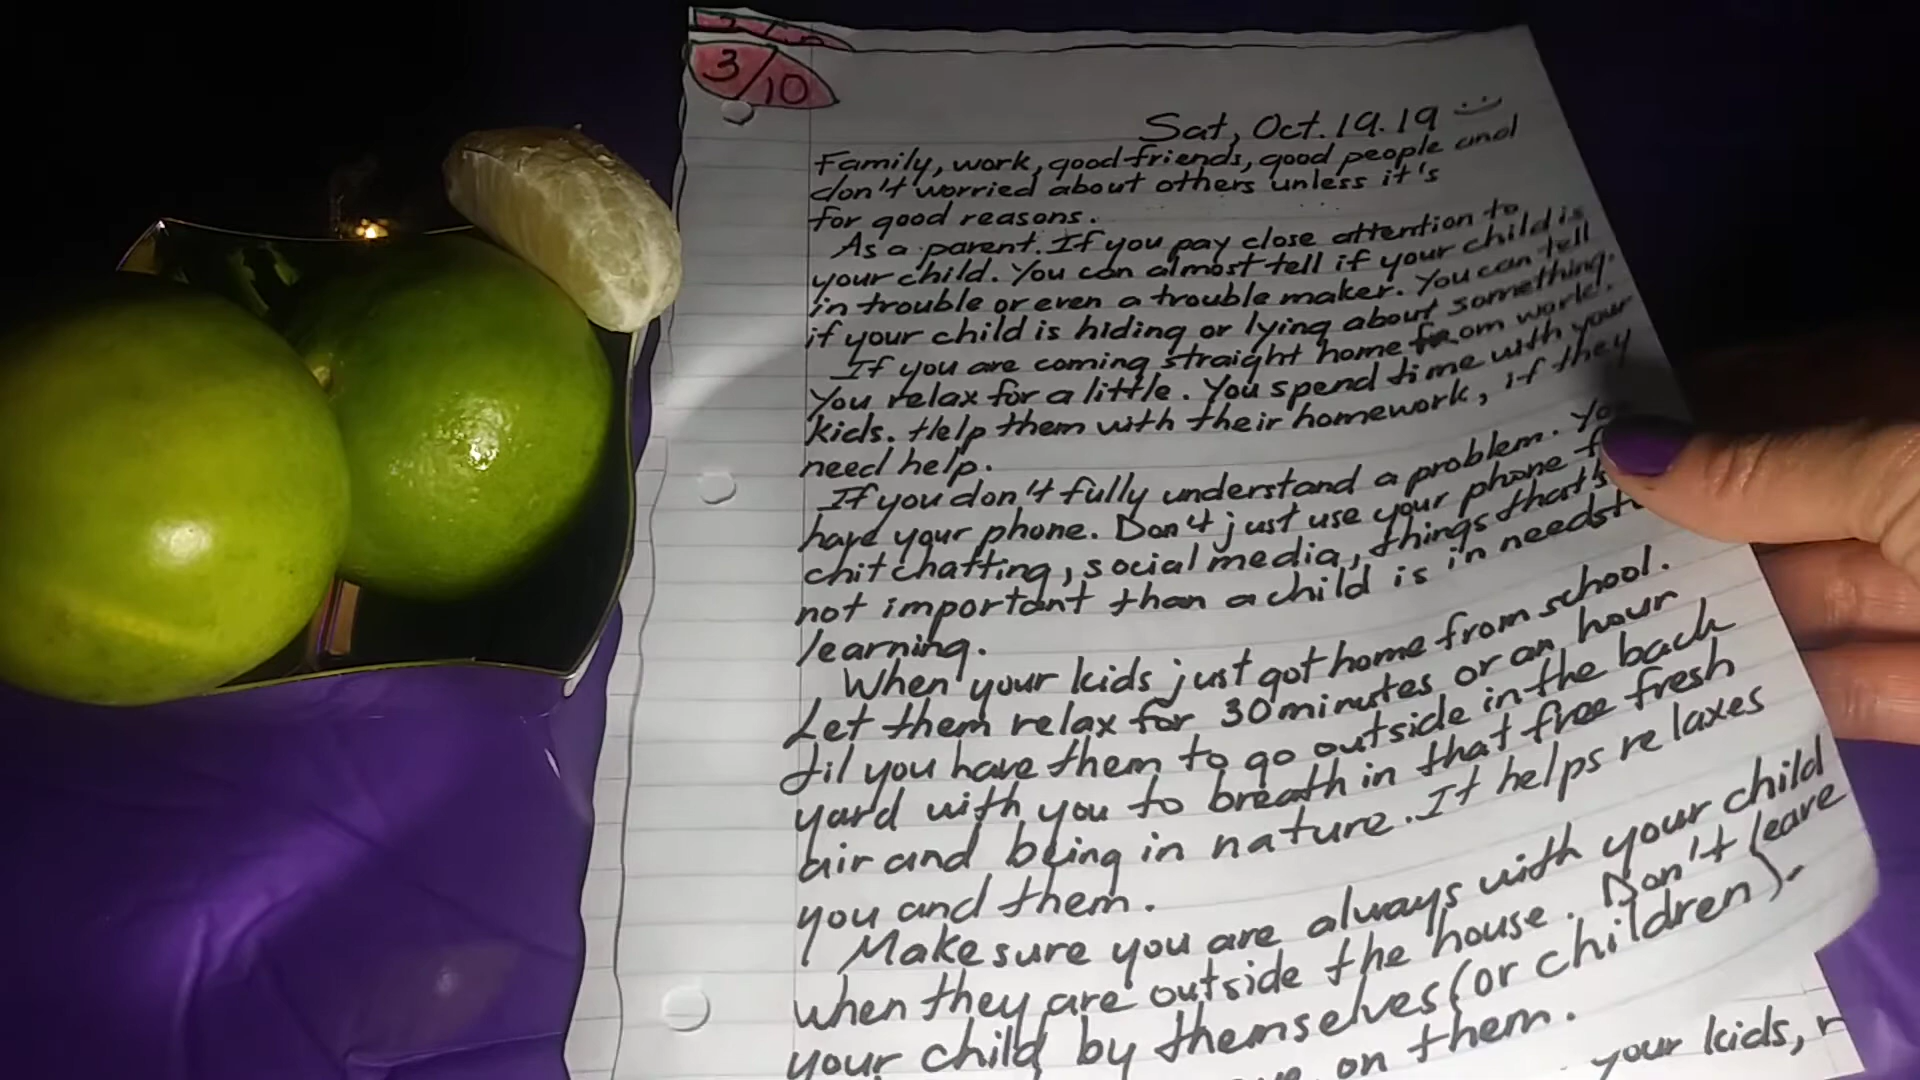 3/10
Sat, Oct. 19. 19
Family, work, good friends, good people and
don't worried about others unless it's
for good reasons.
As a parent. If you pay close attention to
your child. You can almost tell if your child is
in trouble or even a trouble maker. You can tell
if your child is hiding or lying about something.
If you are coming straight home from work.
You relax for a little. You spend time with your
kids. Help them with their homework, if they
need help.
If you don't fully understand a problem.
have your phone. Don't just use your phone
chit chatting, social media, things that's
not important than a child is in needs
learning.
When your kids just got home from school.
Let them relax for 30 minutes or an hour
til you have them to go outside in the back
yard with you to breath in that free fresh
air and being in nature. It helps relaxes
you and them.
Make sure you are always with your child
when they are outside the house. Don't leave
your child by themselves (or children).
on them.
your kids,